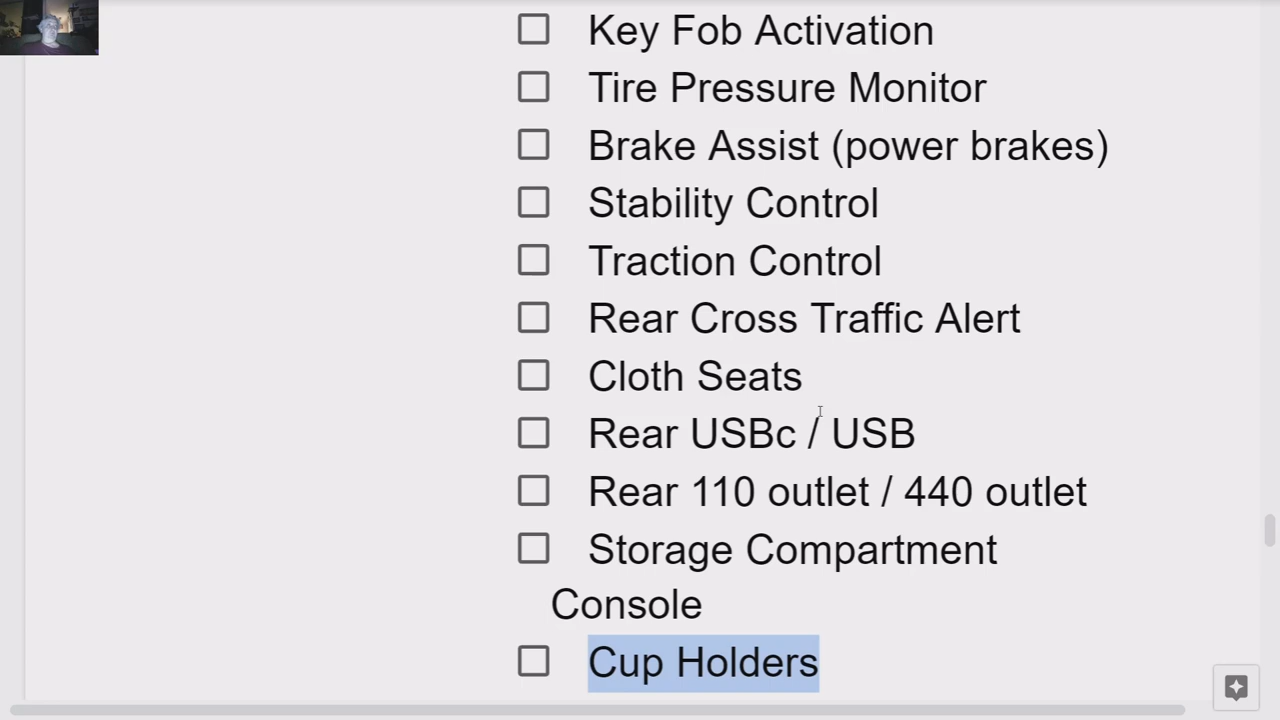 Key Fob Activation
Tire Pressure Monitor
Brake Assist (power brakes)
Stability Control
Traction Control
Rear Cross Traffic Alert
Cloth Seats
Rear USBc / USB
Rear 110 outlet / 440 outlet
Storage Compartment
Console
Cup Holders